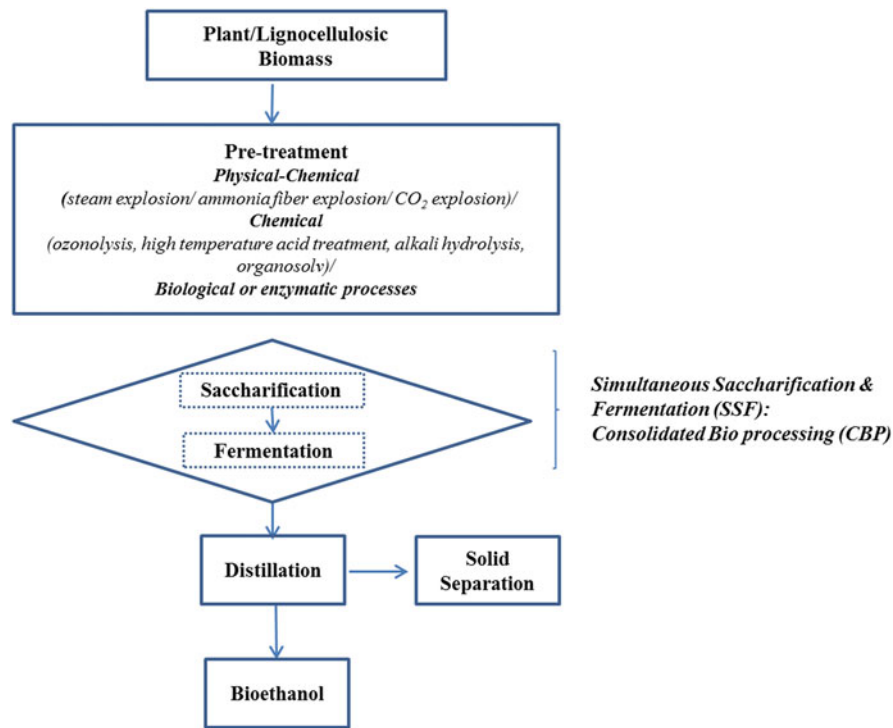 Plant/Lignocellulosic
Biomass
Pre-treatment
Physical-Chemical
(steam explosion/ ammonia fiber explosion/ CO₂ explosion)/
Chemical
(ozonolysis, high temperature acid treatment, alkali hydrolysis,
organosolv)/
Biological or enzymatic processes
Saccharification
Fermentation
Simultaneous Saccharification &
Fermentation (SSF):
Consolidated Bio processing (CBP)
Distillation
Solid
Separation
Bioethanol